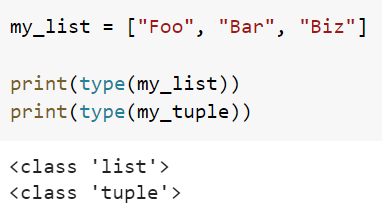 my_list = ["Foo", "Bar", "Biz"]
print(type(my_list))
print(type(my_tuple))
<class 'list'>
<class 'tuple'>